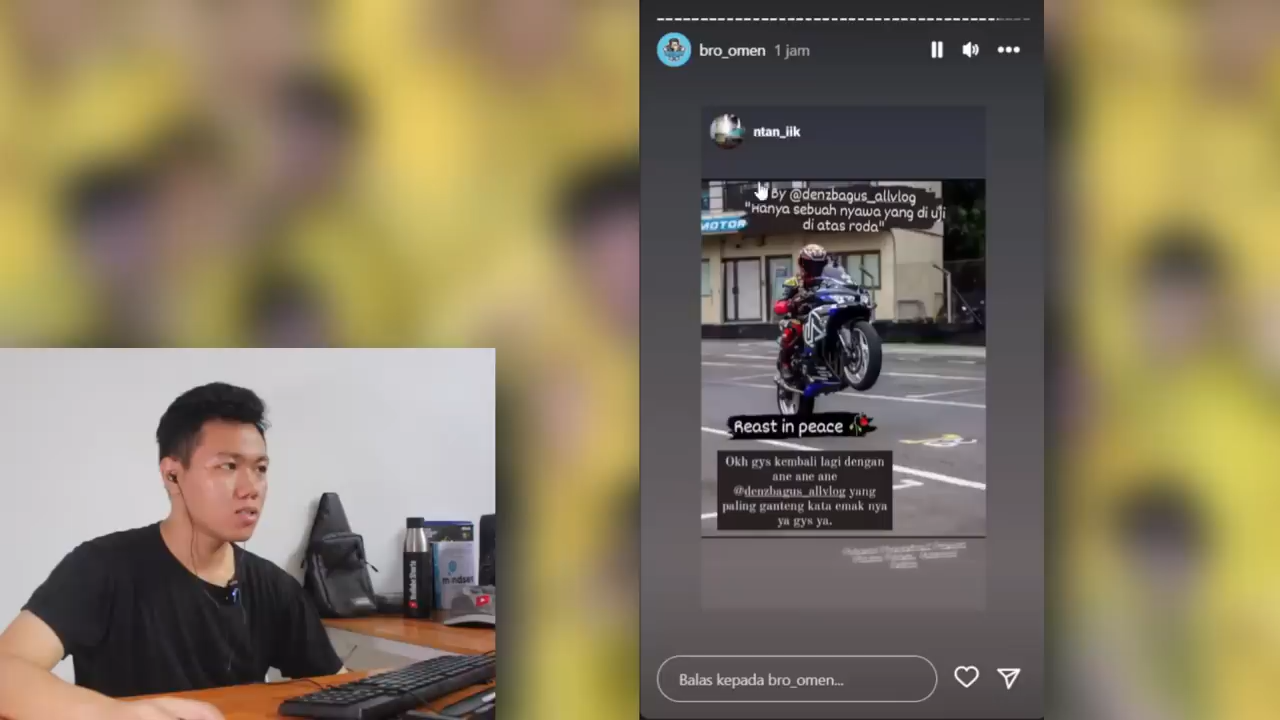 bro_omen 1 jam
ntan_iik
By @denzbagus_allvlog
"Hanya sebuah nyawa yang di uji
di atas roda"
MOTOR
Reast in peace
Okh gys kembali lagi dengan
ane ane ane
@denzbagus_allvlog yang
paling ganteng kata emak nya
ya gys ya.
mindset
Balas kepada bro_omen...